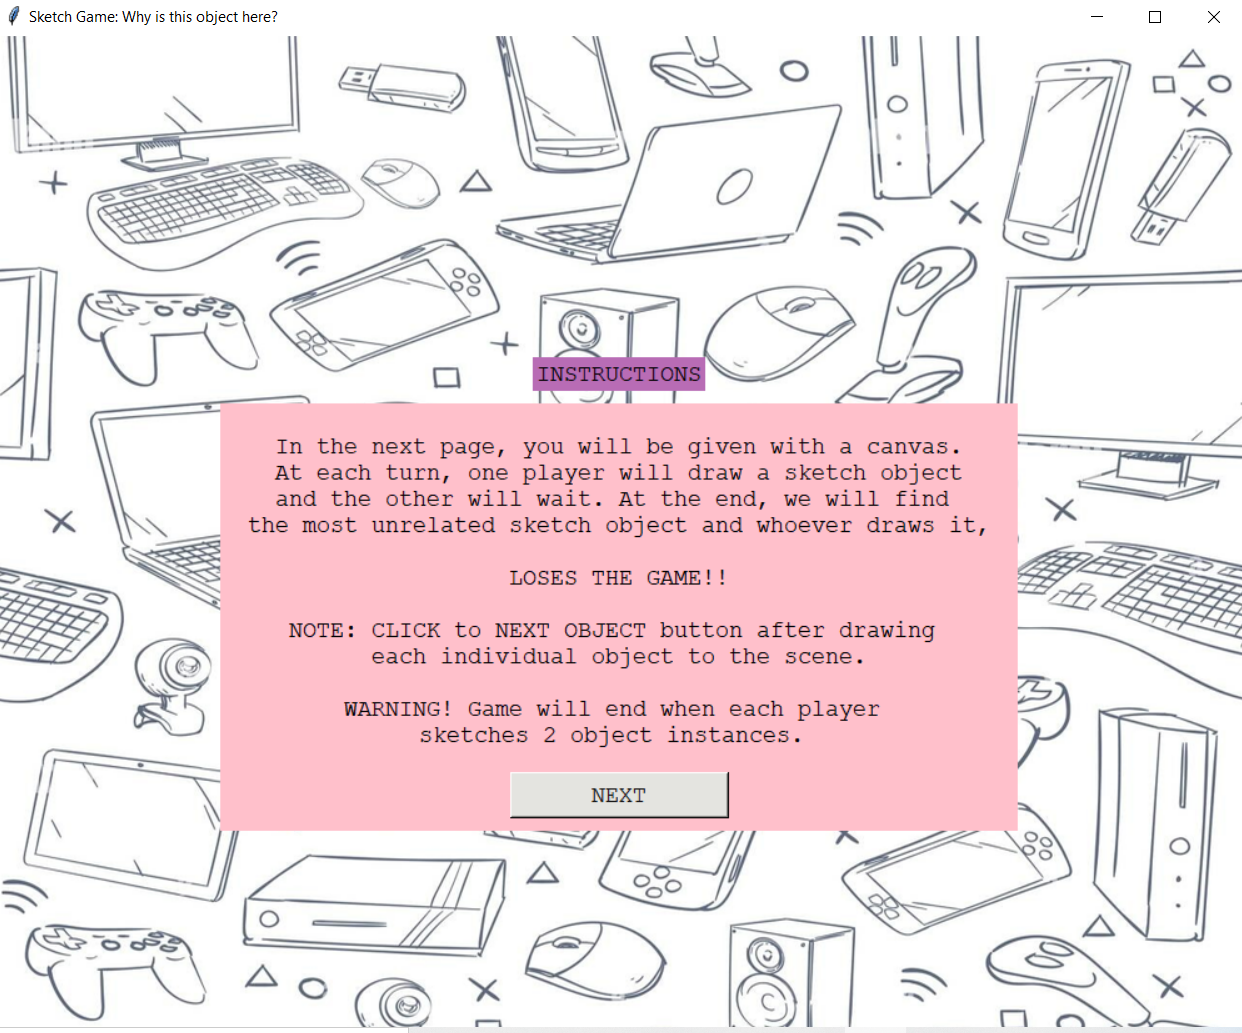 Sketch Game: Why is this object here?
INSTRUCTIONS
In the next page, you will be given with a canvas.
At each turn, one player will draw a sketch object
and the other will wait. At the end, we will find
the most unrelated sketch object and whoever draws it,
LOSES THE GAME!!
NOTE: CLICK to NEXT OBJECT button after drawing
each individual object to the scene.
WARNING! Game will end when each player
sketches 2 object instances.
NEXT